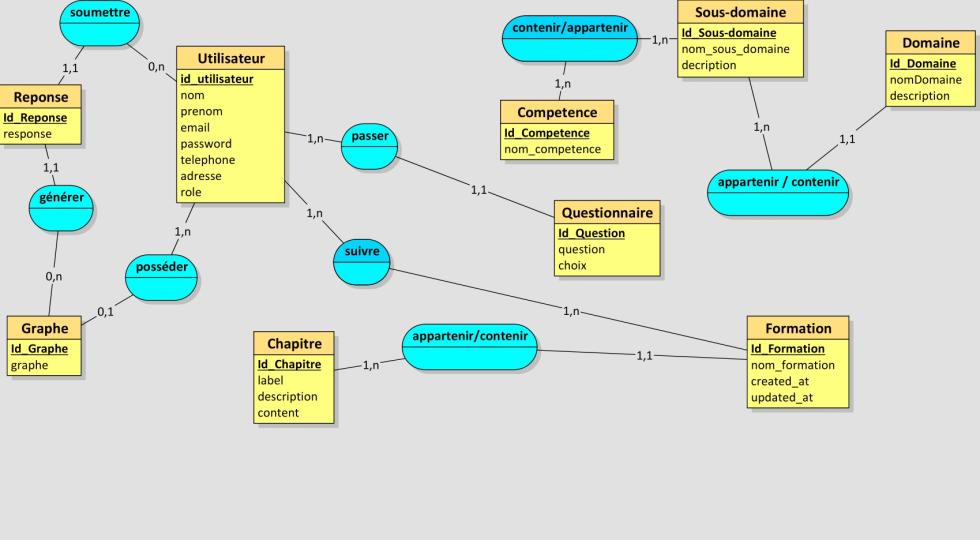 soumettre
1,1
0,n
Reponse
Id_Reponse
response
1,1
générer
0,n
Graphe
Id_Graphe
graphe
Utilisateur
id_utilisateur
nom
prenom
email
password
telephone
adresse
role
1,n
posséder
0,1
1,n
passer
1,1
Questionnaire
Id_Question
question
choix
1,n
suivre
1,n
Formation
Id_Formation
nom_formation
created_at
updated_at
Chapitre
Id_Chapitre
label
description
content
1,n
appartenir/contenir
1,1
contenir/appartenir
1,n
1,n
Competence
Id_Competence
nom_competence
Sous-domaine
Id_Sous-domaine
nom_sous_domaine
decription
1,n
appartenir / contenir
1,1
Domaine
Id_Domaine
nomDomaine
description